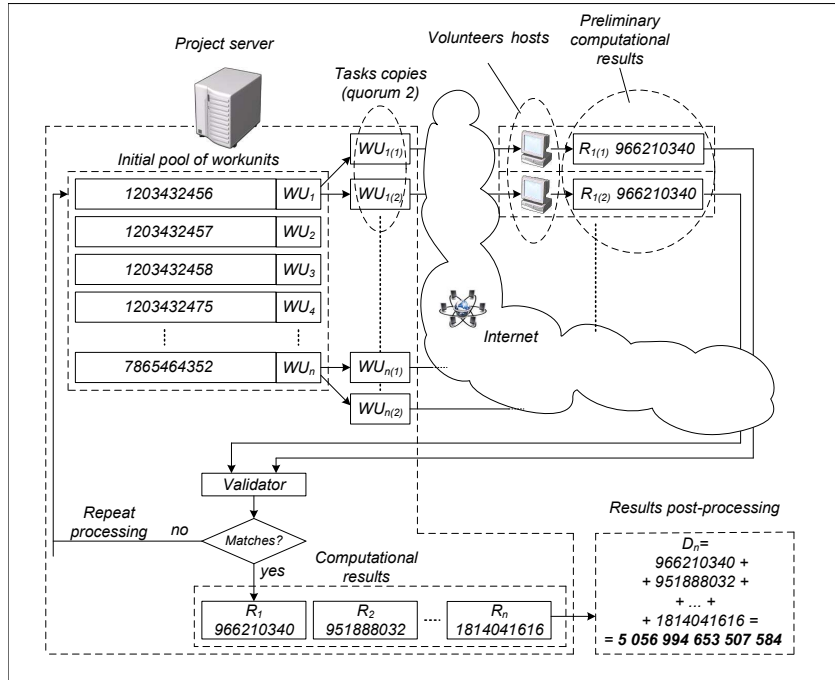 Project server
Tasks copies
(quorum 2)
Volunteers hosts
Preliminary
computational
results
Initial pool of workunits
1203432456 WU1
1203432457 WU2
1203432458 WU3
1203432475 WU4
7865464352 WUn
WU1(1)
WU1(2)
WUn(1)
WUn(2)
R1(1) 966210340
R1(2) 966210340
Internet
Validator
Matches?
no
yes
Repeat
processing
Computational
results
R1
966210340
R2
951888032
Rn
1814041616
Results post-processing
Dn=
966210340 +
+ 951888032 +
+ ... +
+ 1814041616 =
= 5 056 994 653 507 584